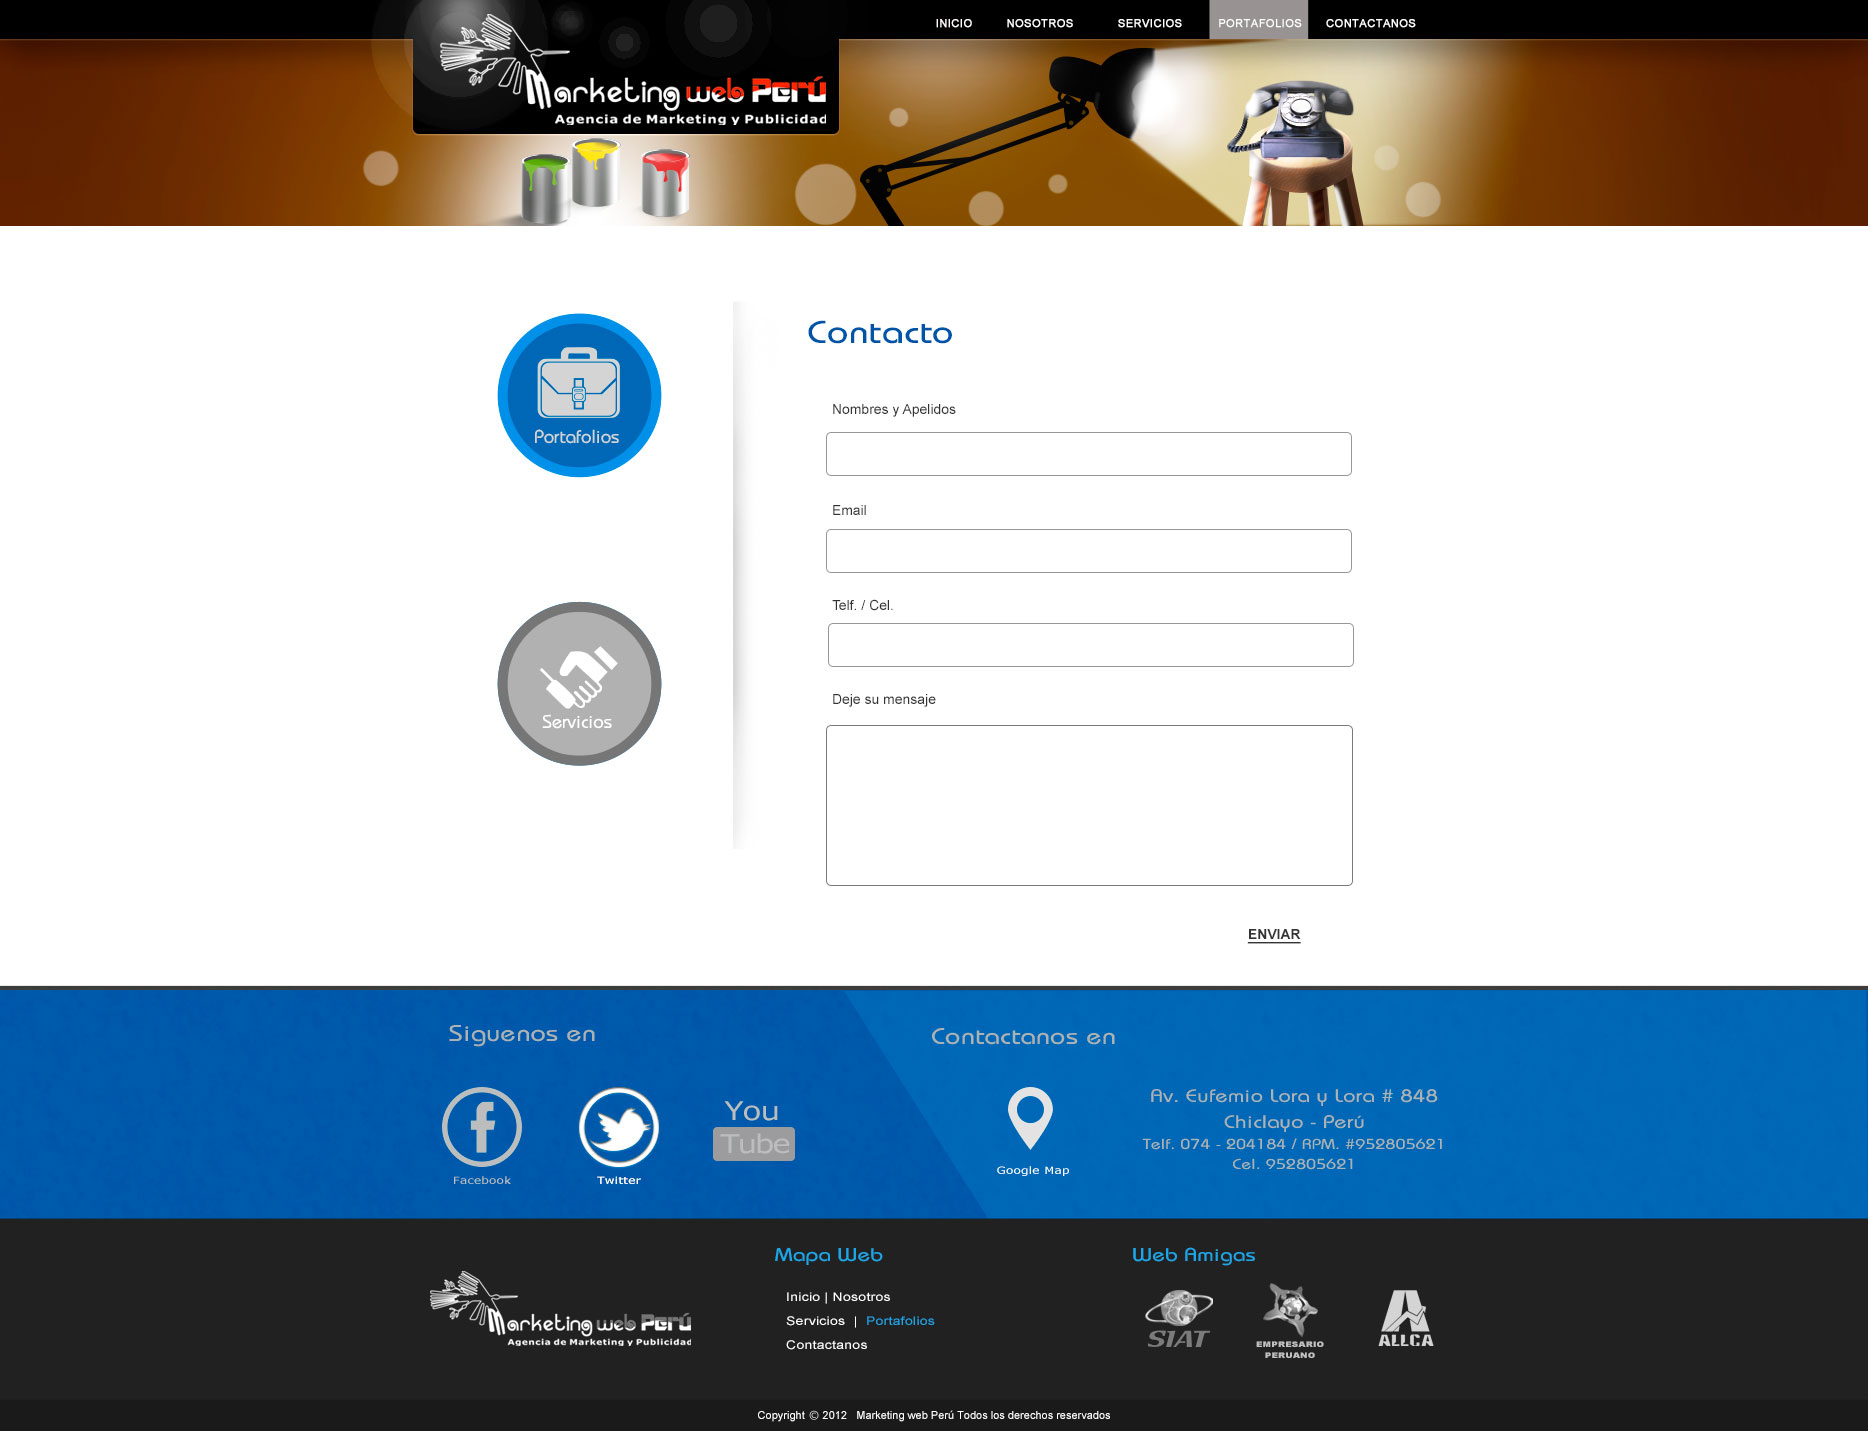 INICIO NOSOTROS SERVICIOS PORTAFOLIOS CONTACTANOS
Marketing web Perú
Agencia de Marketing y Publicidad
Contacto
Portafolios
Nombres y Apelidos
Email
Telf. / Cel.
Servicios
Deje su mensaje
ENVIAR
Siguenos en
Facebook
Twitter
You
Tube
Contactanos en
Google Map
Av. Eufemio Lora y Lora # 848
Chiclayo - Perú
Telf. 074 - 204184 / RPM. #952805621
Cel. 952805621
Marketing web Perú
Agencia de Marketing y Publicidad
Mapa Web
Inicio | Nosotros
Servicios | Portafolios
Contactanos
Web Amigas
SIAT
EMPRESARIO
PERUANO
ALLCA
Copyright © 2012 Marketing web Perú Todos los derechos reservados